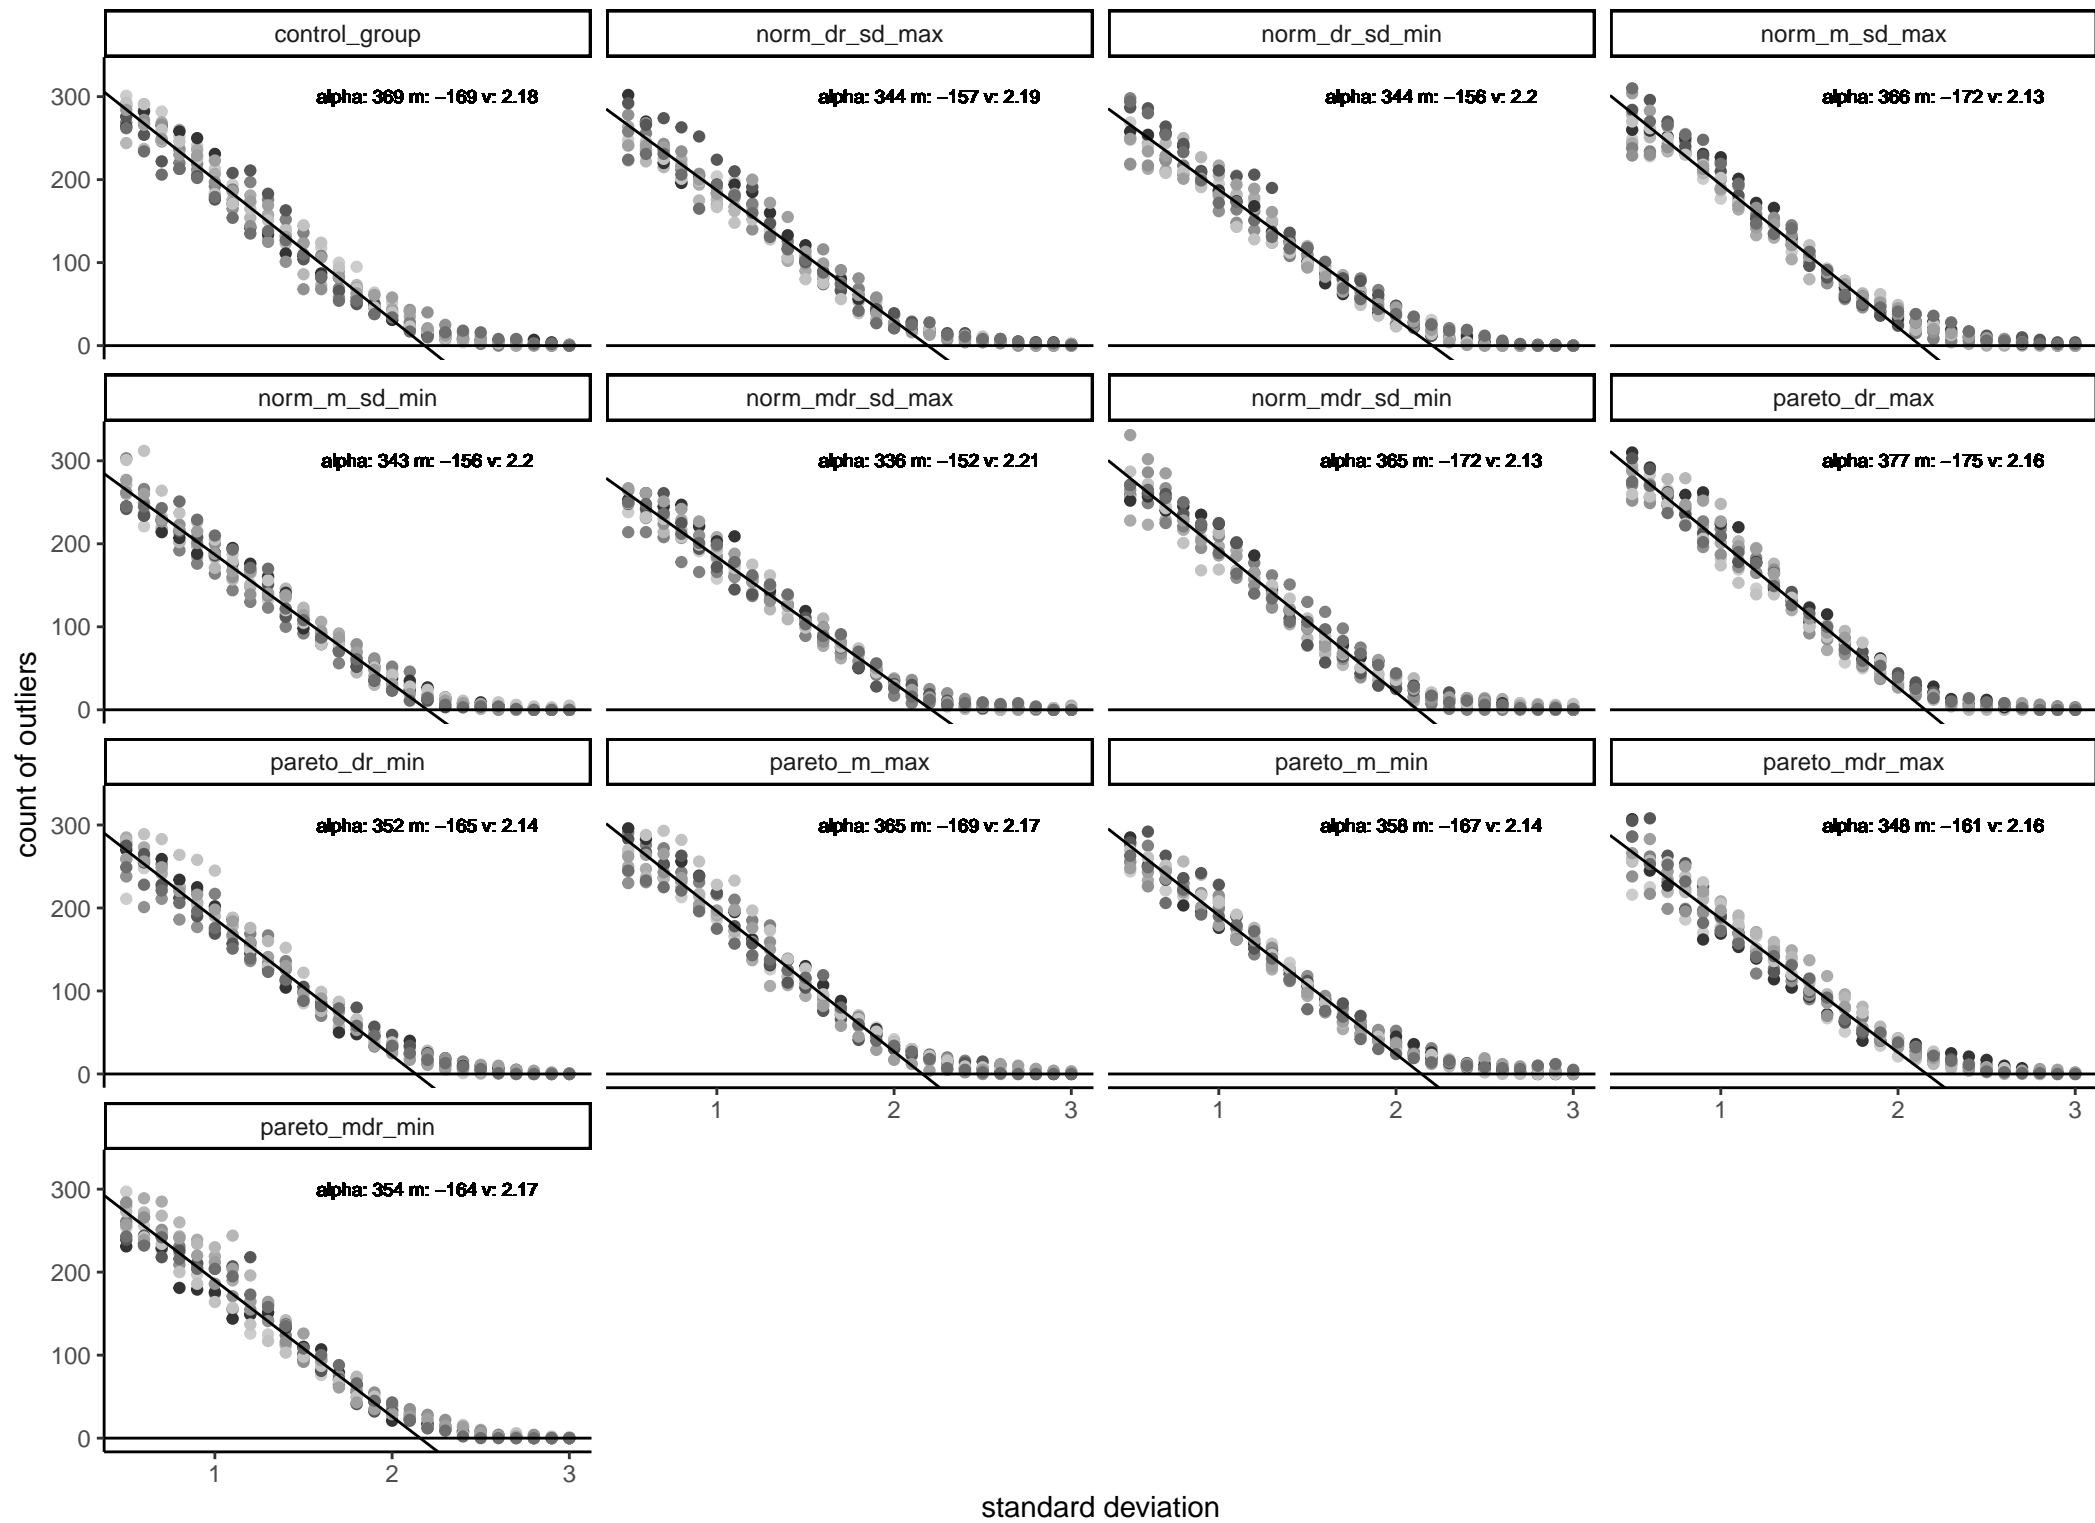 control_group norm_dr_sd_max norm_dr_sd_min norm_m_sd_max
alpha: 369 m: −169 v: 2.18 alpha: 344 m: −157 v: 2.19 alpha: 344 m: −156 v: 2.2 alpha: 366 m: −172 v: 2.13
300
200
100
0
norm_m_sd_min norm_mdr_sd_max norm_mdr_sd_min pareto_dr_max
alpha: 343 m: −156 v: 2.2 alpha: 336 m: −152 v: 2.21 alpha: 365 m: −172 v: 2.13 alpha: 377 m: −175 v: 2.16
300
200
100
0
count of outliers
pareto_dr_min pareto_m_max pareto_m_min pareto_mdr_max
alpha: 352 m: −165 v: 2.14 alpha: 365 m: −169 v: 2.17 alpha: 358 m: −167 v: 2.14 alpha: 348 m: −161 v: 2.16
300
200
100
0
1 2 3 1 2 3 1 2 3
pareto_mdr_min
alpha: 354 m: −164 v: 2.17
300
200
100
0
1 2 3
standard deviation